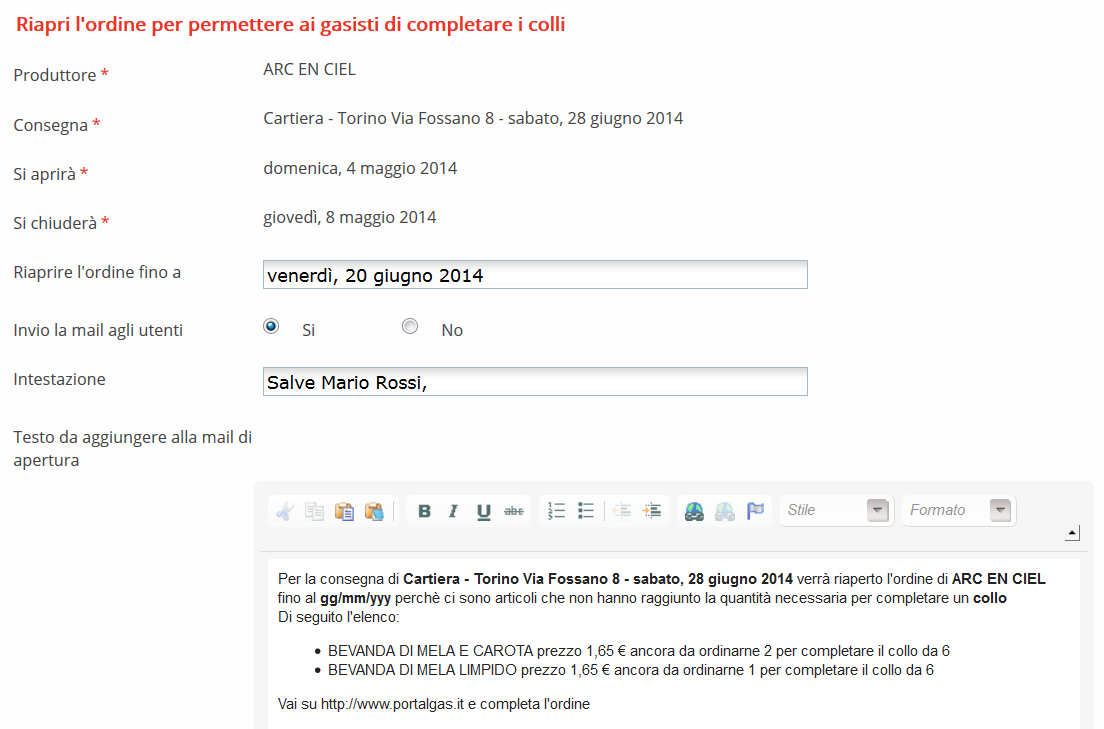 Riapri l'ordine per permettere ai gasisti di completare i colli
Produttore * ARC EN CIEL
Consegna * Cartiera - Torino Via Fossano 8 - sabato, 28 giugno 2014
Si aprirà * domenica, 4 maggio 2014
Si chiuderà * giovedì, 8 maggio 2014
Riaprire l'ordine fino a venerdì, 20 giugno 2014
Invio la mail agli utenti Si No
Intestazione Salve Mario Rossi,
Testo da aggiungere alla mail di
apertura
B I U abc Stile Formato
Per la consegna di Cartiera - Torino Via Fossano 8 - sabato, 28 giugno 2014 verrà riaperto l'ordine di ARC EN CIEL
fino al gg/mm/yyy perchè ci sono articoli che non hanno raggiunto la quantità necessaria per completare un collo
Di seguito l'elenco:
• BEVANDA DI MELA E CAROTA prezzo 1,65 € ancora da ordinarne 2 per completare il collo da 6
• BEVANDA DI MELA LIMPIDO prezzo 1,65 € ancora da ordinarne 1 per completare il collo da 6
Vai su http://www.portalgas.it e completa l'ordine